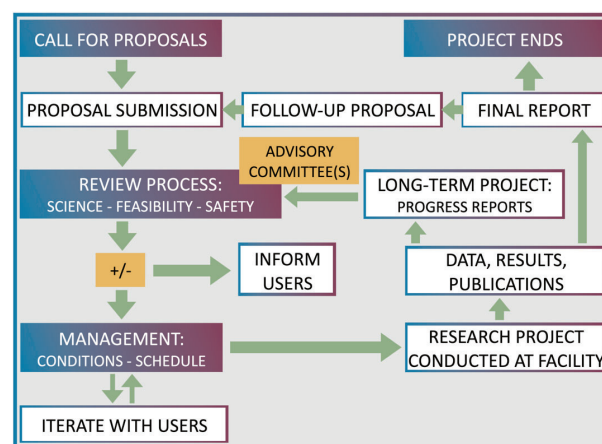 CALL FOR PROPOSALS
PROJECT ENDS
PROPOSAL SUBMISSION
FOLLOW-UP PROPOSAL
FINAL REPORT
ADVISORY
COMMITTEE(S)
REVIEW PROCESS:
SCIENCE - FEASIBILITY - SAFETY
LONG-TERM PROJECT:
PROGRESS REPORTS
+/-
INFORM
USERS
DATA, RESULTS,
PUBLICATIONS
MANAGEMENT:
CONDITIONS - SCHEDULE
RESEARCH PROJECT
CONDUCTED AT FACILITY
ITERATE WITH USERS